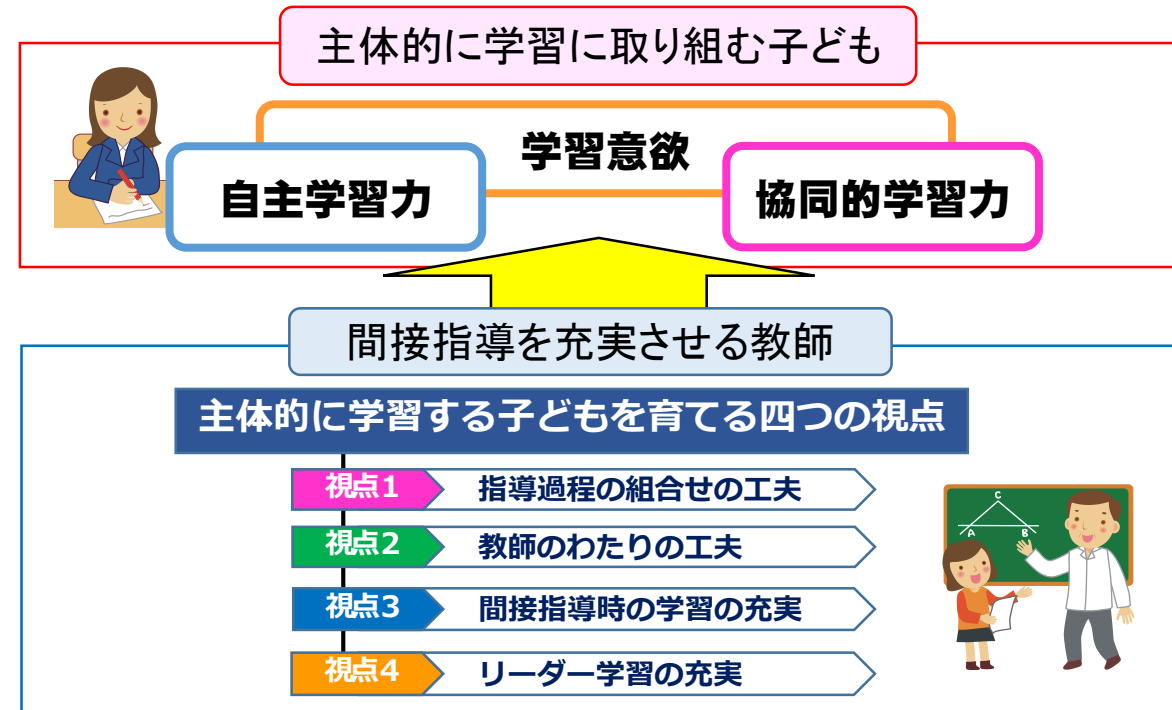 主体的に学習に取り組む子ども
学習意欲
自主学習力
協同的学習力
間接指導を充実させる教師
主体的に学習する子どもを育てる四つの視点
視点1 指導過程の組合せの工夫
視点2 教師のわたりの工夫
視点3 間接指導時の学習の充実
視点4 リーダー学習の充実
C
A B